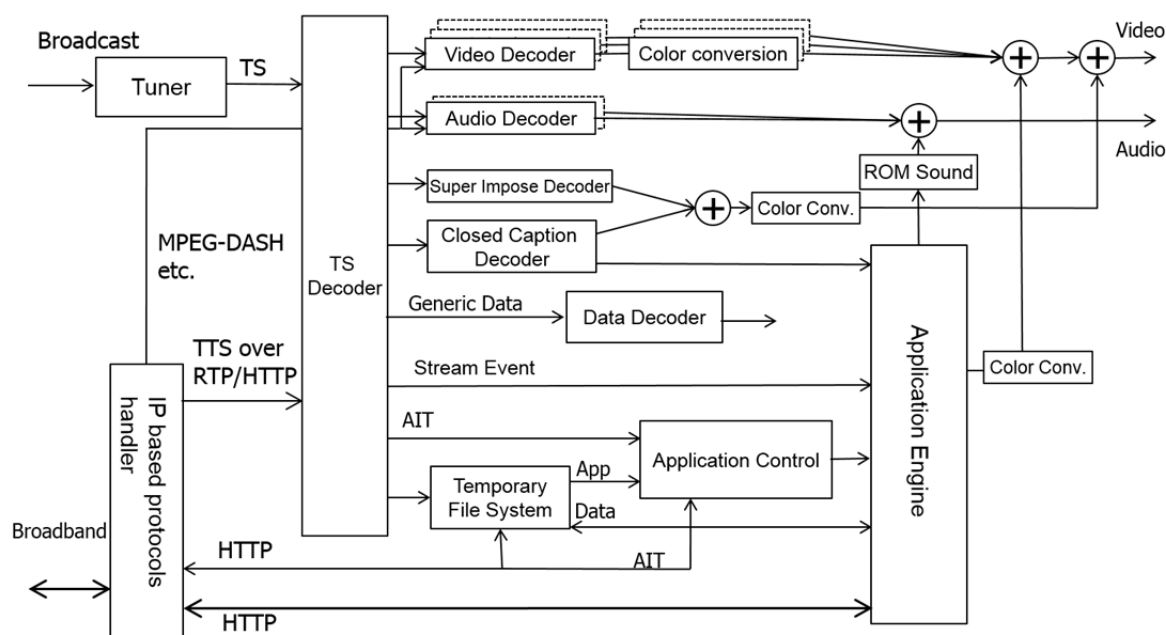 Broadcast
TS
Tuner
Video Decoder
Color conversion
Video
Audio Decoder
Audio
ROM Sound
Super Impose Decoder
Color Conv.
Closed Caption
Decoder
MPEG-DASH
etc.
TS
Decoder
Generic Data
Data Decoder
TTS over
RTP/HTTP
Stream Event
Color Conv.
Application Engine
IP based protocols
handler
AIT
Application Control
Temporary
File System
App
Data
Broadband
HTTP
AIT
HTTP